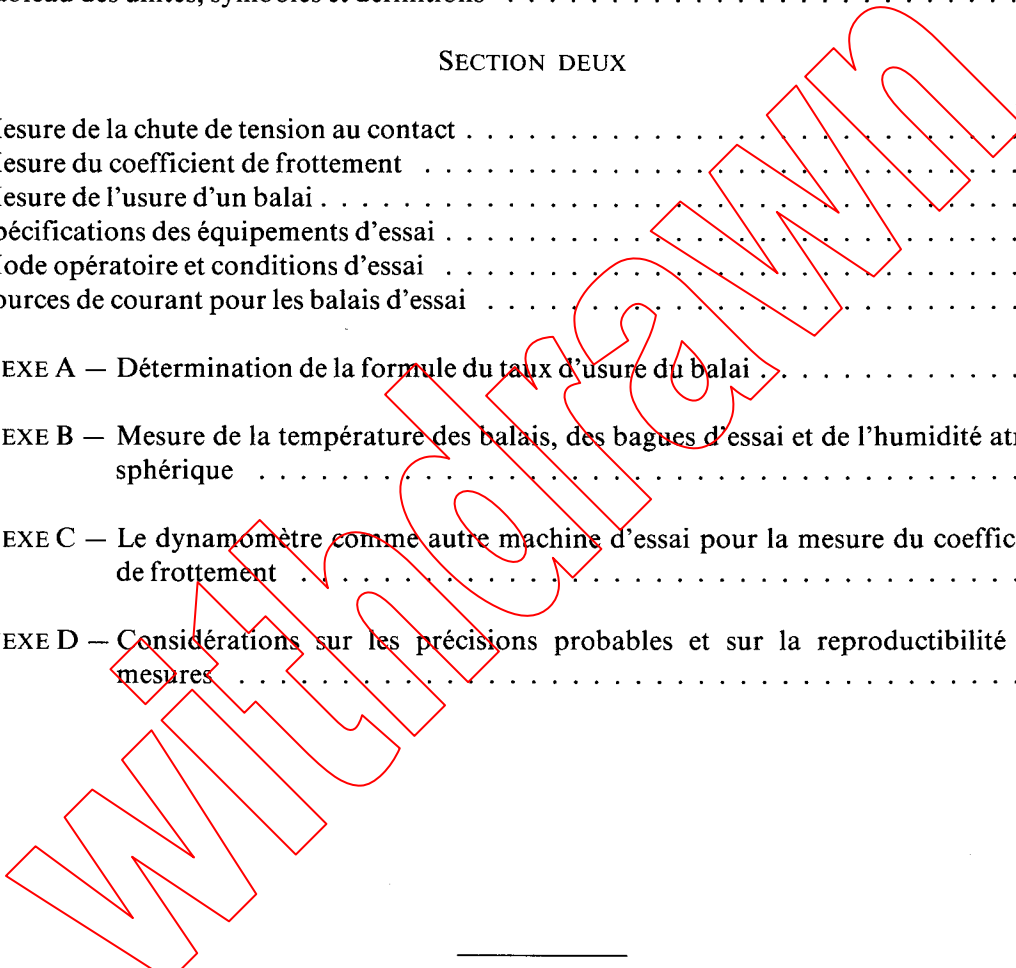 SECTION DEUX
esure de la chute de tension au contact . . . . . . . . . . . . . . . . . . . . . . . . . . .
esure du coefficient de frottement . . . . . . . . . . . . . . . . . . . . . . . . . . . . .
esure de l'usure d'un balai . . . . . . . . . . . . . . . . . . . . . . . . . . . . . . . . . .
pécifications des équipements d'essai . . . . . . . . . . . . . . . . . . . . . . . . . . . .
ode opératoire et conditions d'essai . . . . . . . . . . . . . . . . . . . . . . . . . . . .
ources de courant pour les balais d'essai . . . . . . . . . . . . . . . . . . . . . . . . . .
EXE A — Détermination de la formule du taux d'usure du balai . . . . . . . . . . . . .
EXE B — Mesure de la température des balais, des bagues d'essai et de l'humidité
sphérique . . . . . . . . . . . . . . . . . . . . . . . . . . . . . . . . . . . . .
EXE C — Le dynamomètre comme autre machine d'essai pour la mesure du coeffic
de frottement . . . . . . . . . . . . . . . . . . . . . . . . . . . . . . . . . . .
EXE D — Considérations sur les précisions probables et sur la reproductibilité
mesures . . . . . . . . . . . . . . . . . . . . . . . . . . . . . . . . . . . . . .
withdrawn